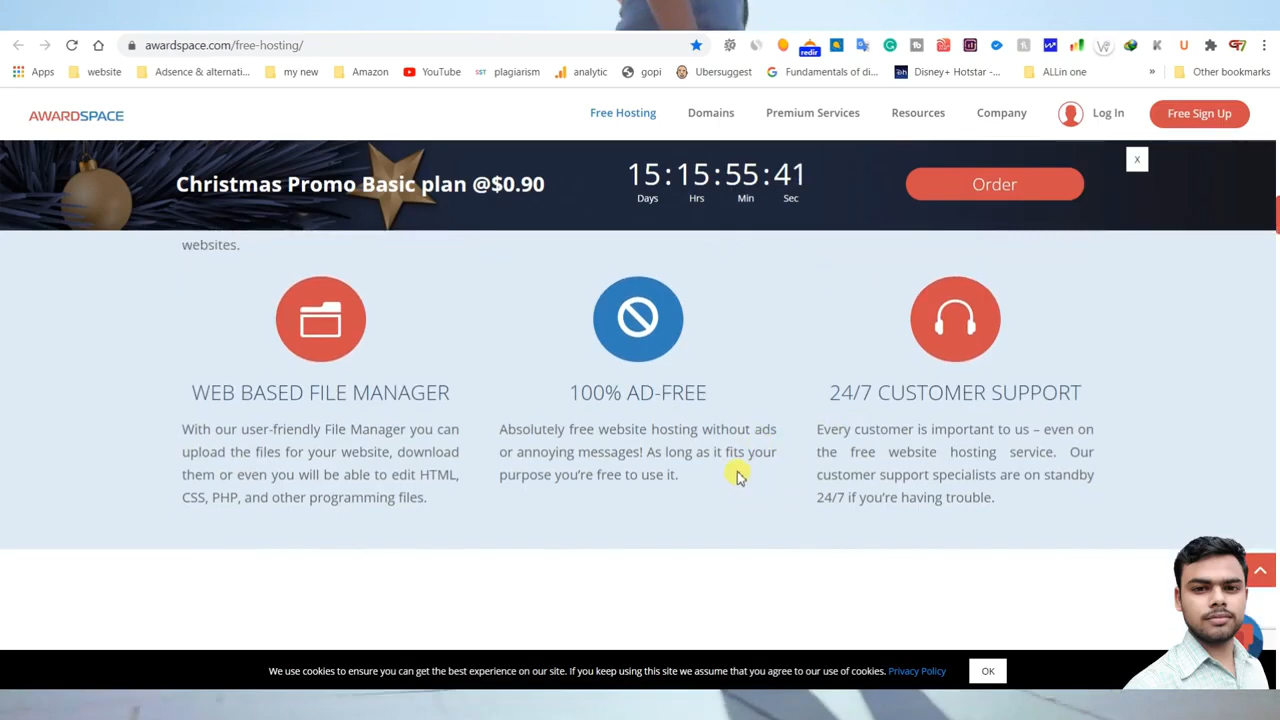 awardspace.com/free-hosting/
redir
Apps website Adsence & alternati... my new Amazon YouTube SST plagiarism analytic gopi Ubersuggest Fundamentals of di... Disney+ Hotstar -... ALLin one » Other bookmarks
AWARDSPACE Free Hosting Domains Premium Services Resources Company Log In Free Sign Up
Christmas Promo Basic plan @$0.90 15:15:55:41 Order X
Days Hrs Min Sec
websites.
WEB BASED FILE MANAGER
With our user-friendly File Manager you can
upload the files for your website, download
them or even you will be able to edit HTML,
CSS, PHP, and other programming files.
100% AD-FREE
Absolutely free website hosting without ads
or annoying messages! As long as it fits your
purpose you're free to use it.
24/7 CUSTOMER SUPPORT
Every customer is important to us – even on
the free website hosting service. Our
customer support specialists are on standby
24/7 if you're having trouble.
We use cookies to ensure you can get the best experience on our site. If you keep using this site we assume that you agree to our use of cookies. Privacy Policy OK